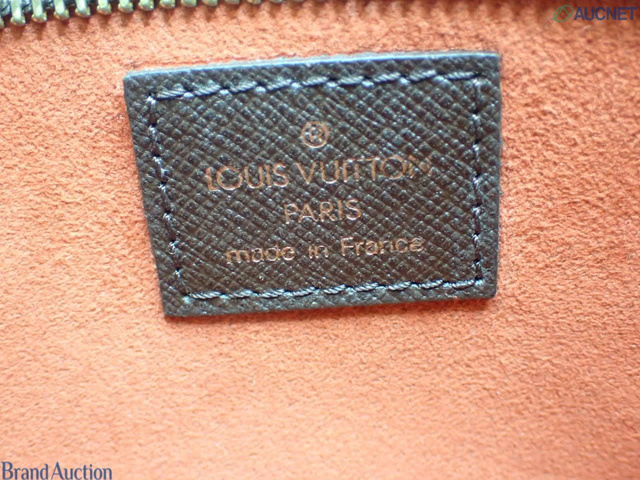 AUCNET
®
LOUIS VUITTON
PARIS
made in France
Brand Auction